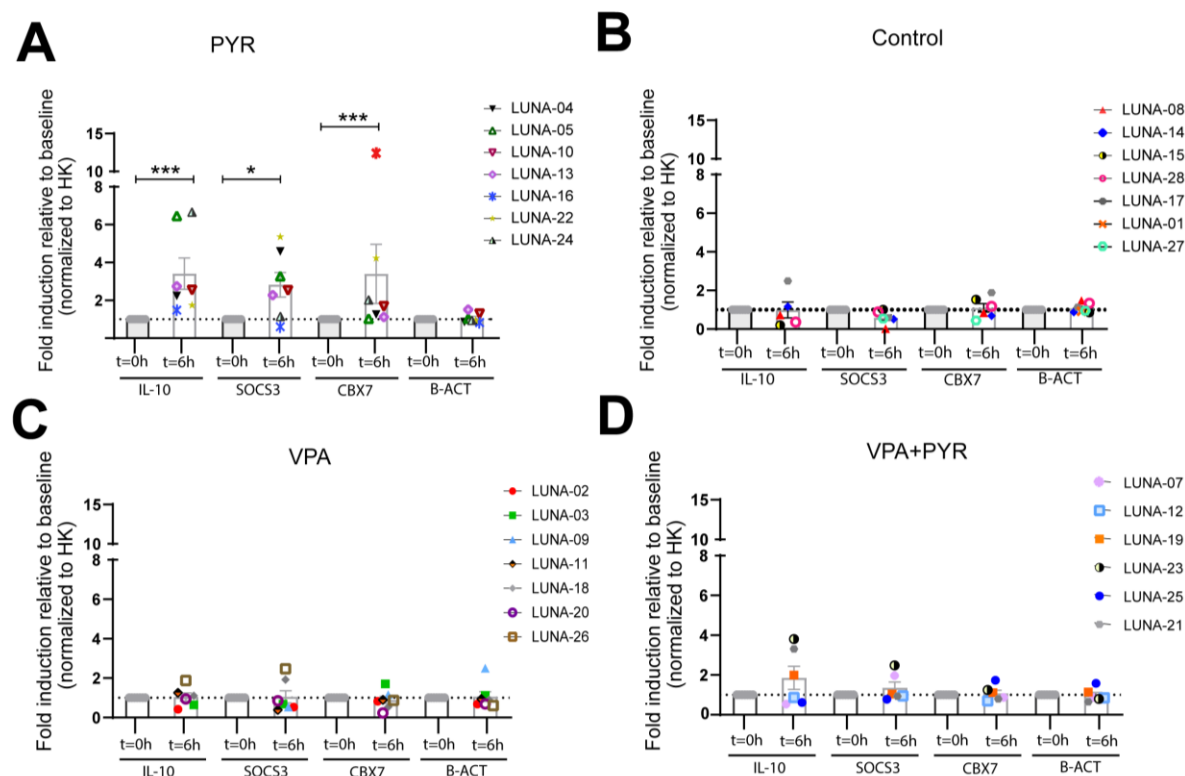 A
PYR
Fold induction relative to baseline
(normalized to HK)
15
10
8
6
4
2
***
*
***
t=0h t=6h t=0h t=6h t=0h t=6h t=0h t=6h
IL-10 SOCS3 CBX7 B-ACT
LUNA-04
LUNA-05
LUNA-10
LUNA-13
LUNA-16
LUNA-22
LUNA-24
B
Control
Fold induction relative to baseline
(normalized to HK)
15
10
8
6
4
2
0
t=0h t=6h t=0h t=6h t=0h t=6h t=0h t=6h
IL-10 SOCS3 CBX7 B-ACT
LUNA-08
LUNA-14
LUNA-15
LUNA-28
LUNA-17
LUNA-01
LUNA-27
C
VPA
Fold induction relative to baseline
(normalized to HK)
15
10
8
6
4
2
0
t=0h t=6h t=0h t=6h t=0h t=6h t=0h t=6h
IL-10 SOCS3 CBX7 B-ACT
LUNA-02
LUNA-03
LUNA-09
LUNA-11
LUNA-18
LUNA-20
LUNA-26
D
VPA+PYR
Fold induction relative to baseline
(normalized to HK)
15
10
8
6
4
2
0
t=0h t=6h t=0h t=6h t=0h t=6h t=0h t=6h
IL-10 SOCS3 CBX7 B-ACT
LUNA-07
LUNA-12
LUNA-19
LUNA-23
LUNA-25
LUNA-21